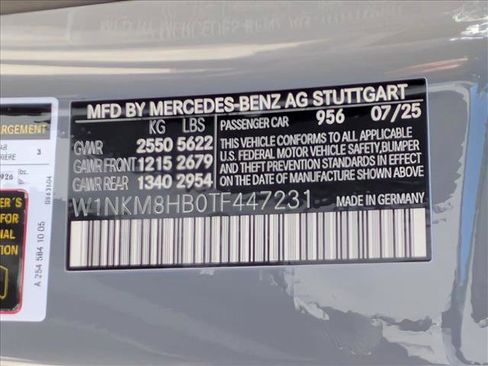 MFD BY MERCEDES-BENZ AG STUTTGART
KG LBS
GVWR 2550 5622
GAWR FRONT 1215 2679
GAWR REAR 1340 2954
PASSENGER CAR 956 07/25
THIS VEHICLE CONFORMS TO ALL APPLICABLE
U.S. FEDERAL MOTOR VEHICLE SAFETY, BUMPER
AND THEFT PREVENTION STANDARDS IN EFFECT
ON THE DATE OF MANUFACTURE SHOWN ABOVE.
W1NKM8HB0TF447231
MADE IN GERMANY
ARGEMENT
3
A 254 584 10 05